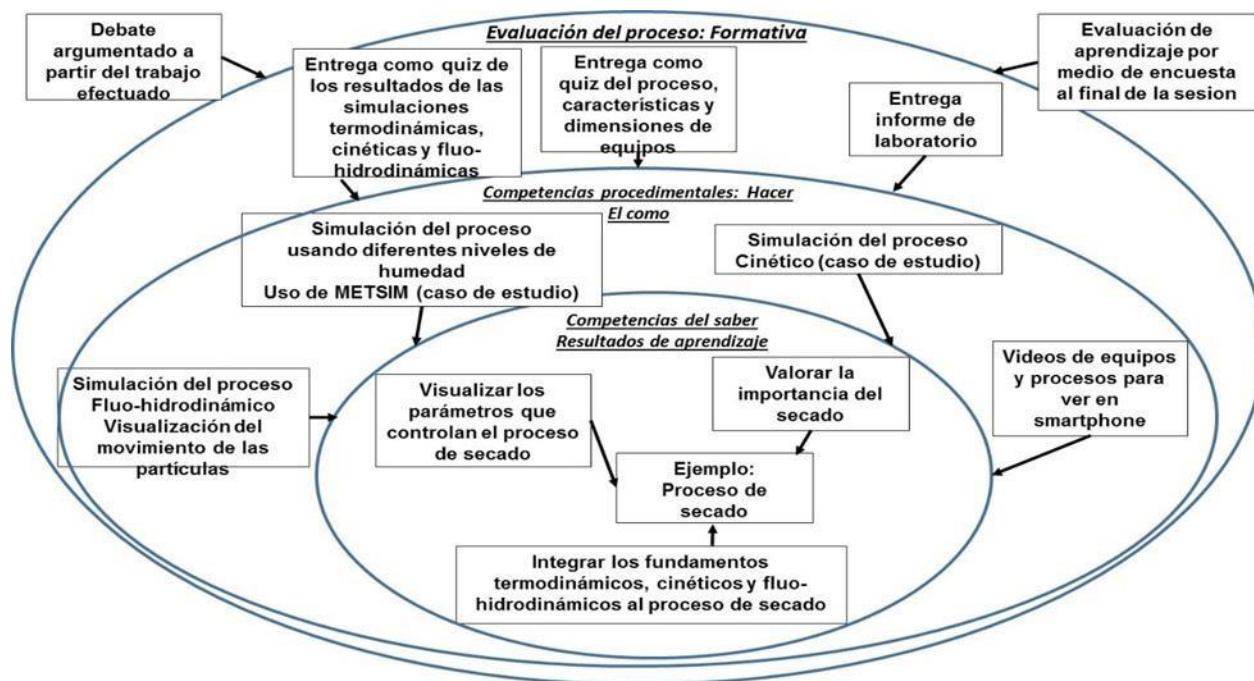 Debate
argumentado a
partir del trabajo
efectuado
Evaluación del proceso: Formativa
Entrega como quiz de
los resultados de las
simulaciones
termodinámicas,
cinéticas y fluo-
hidrodinámicas
Entrega como
quiz del proceso,
características y
dimensiones de
equipos
Entrega
informe de
laboratorio
Evaluación de
aprendizaje por
medio de encuesta
al final de la sesion
Competencias procedimentales: Hacer
El como
Simulación del proceso
usando diferentes niveles de
humedad
Uso de METSIM (caso de estudio)
Simulación del proceso
Cinético (caso de estudio)
Competencias del saber
Resultados de aprendizaje
Simulación del proceso
Fluo-hidrodinámico
Visualización del
movimiento de las
partículas
Visualizar los
parámetros que
controlan el proceso
de secado
Valorar la
importancia del
secado
Videos de equipos
y procesos para
ver en
smartphone
Ejemplo:
Proceso de
secado
Integrar los fundamentos
termodinámicos, cinéticos y fluo-
hidrodinámicos al proceso de secado